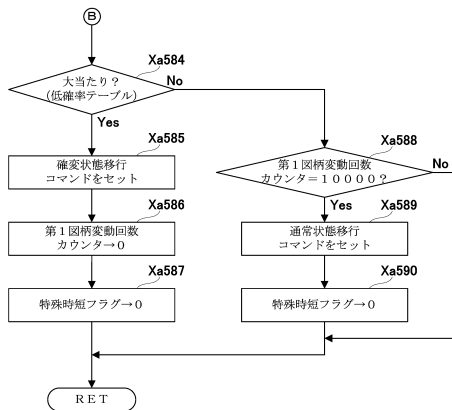 B
Xa584
大当たり？
（低確率テーブル）
No
Yes
Xa585
確変状態移行
コマンドをセット
Xa586
第１図柄変動回数
カウンタ→０
Xa587
特殊時短フラグ→０
Xa588
第１図柄変動回数
カウンタ＝１００００？
No
Yes
Xa589
通常状態移行
コマンドをセット
Xa590
特殊時短フラグ→０
ＲＥＴ